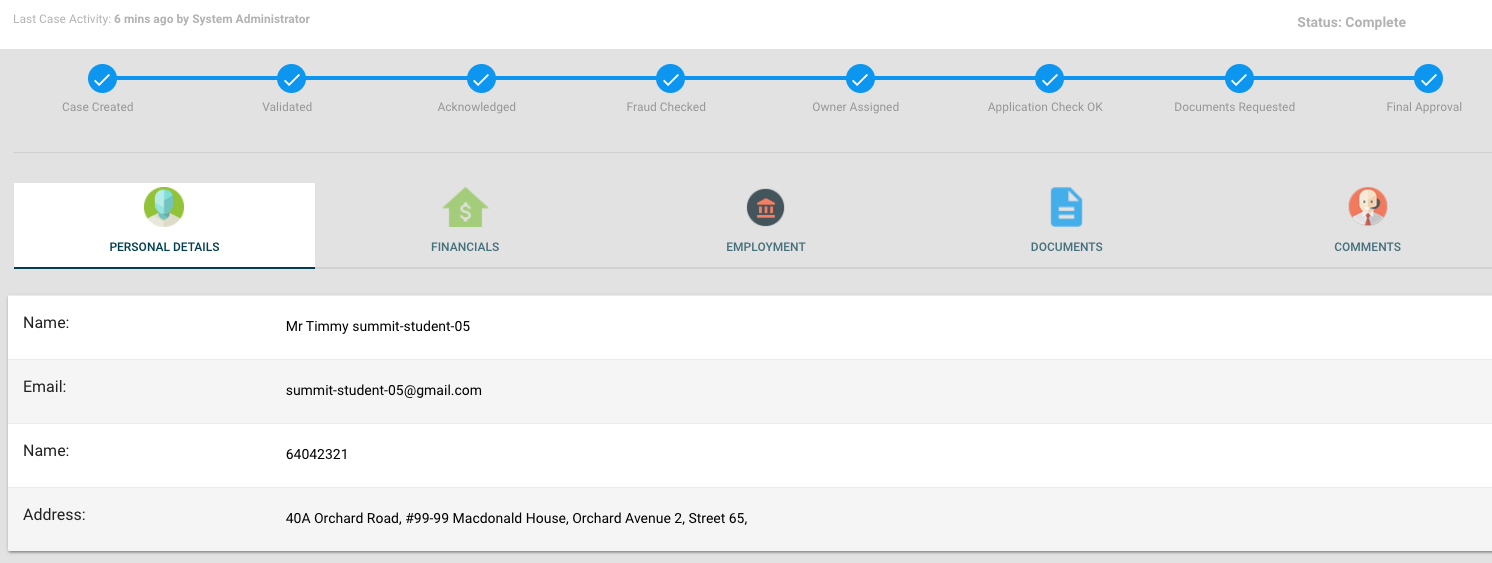 Last Case Activity: 6 mins ago by System Administrator
Status: Complete
Case Created Validated Acknowledged Fraud Checked Owner Assigned Application Check OK Documents Requested Final Approval
$
PERSONAL DETAILS FINANCIALS EMPLOYMENT DOCUMENTS COMMENTS
Name: Mr Timmy summit-student-05
Email: summit-student-05@gmail.com
Name: 64042321
Address: 40A Orchard Road, #99-99 Macdonald House, Orchard Avenue 2, Street 65,